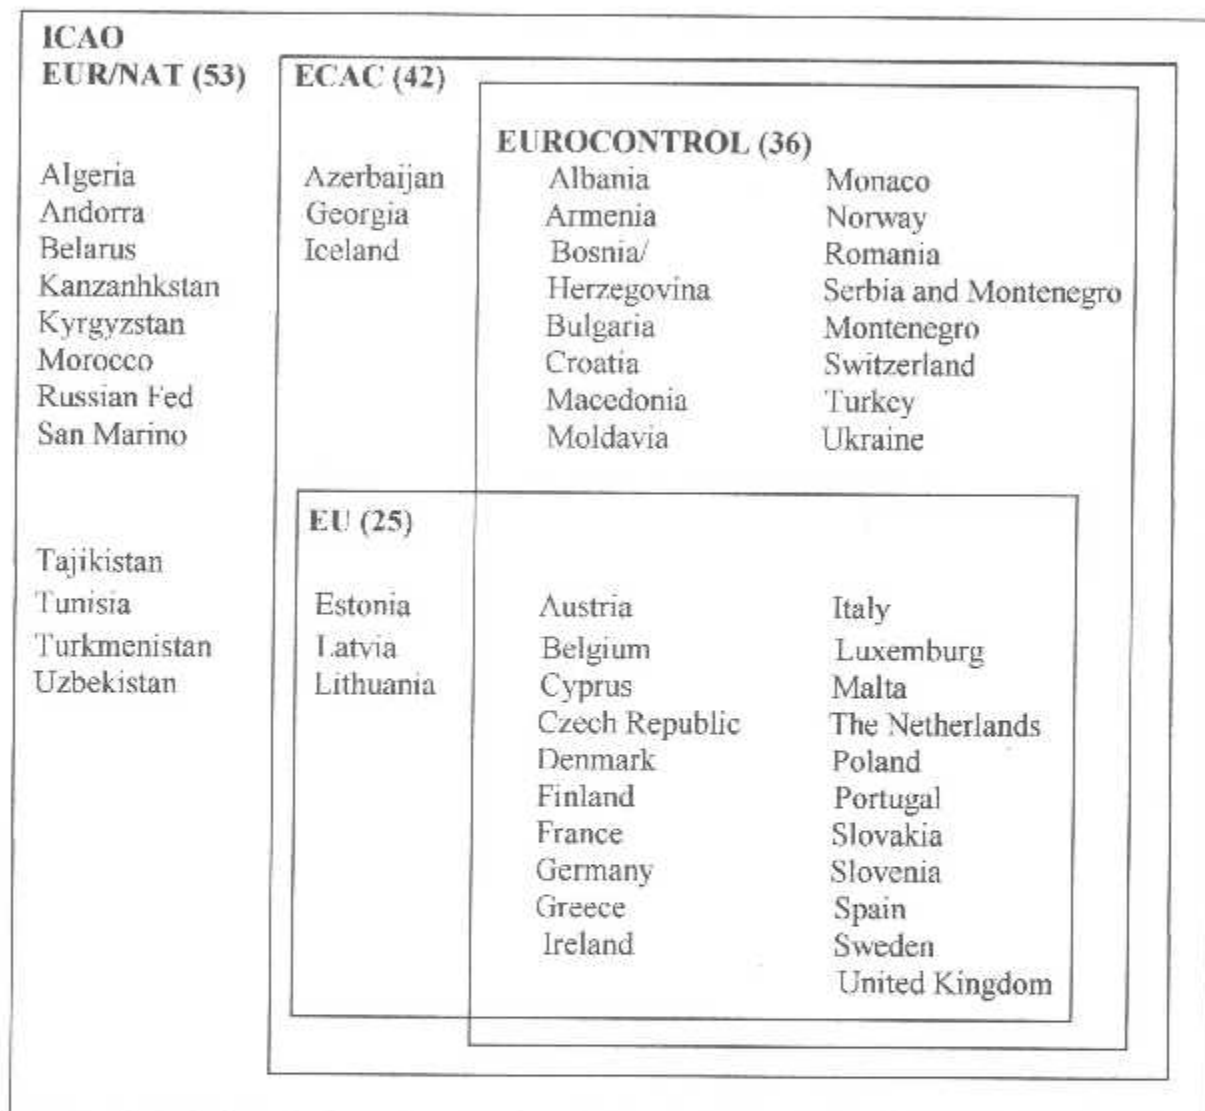 ICAO
EUR/NAT (53)
Algeria
Andorra
Belarus
Kanzanhkstan
Kyrgyzstan
Morocco
Russian Fed
San Marino
Tajikistan
Tunisia
Turkmenistan
Uzbekistan
ECAC (42)
Azerbaijan
Georgia
Iceland
EUROCONTROL (36)
Albania
Armenia
Bosnia/
Herzegovina
Bulgaria
Croatia
Macedonia
Moldavia
Monaco
Norway
Romania
Serbia and Montenegro
Montenegro
Switzerland
Turkey
Ukraine
EU (25)
Estonia
Latvia
Lithuania
Austria
Belgium
Cyprus
Czech Republic
Denmark
Finland
France
Germany
Greece
Ireland
Italy
Luxemburg
Malta
The Netherlands
Poland
Portugal
Slovakia
Slovenia
Spain
Sweden
United Kingdom